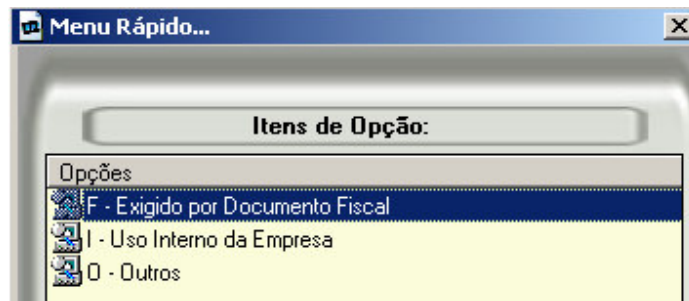 Menu Rápido...
Itens de Opção:
Opções
F - Exigido por Documento Fiscal
I - Uso Interno da Empresa
O - Outros